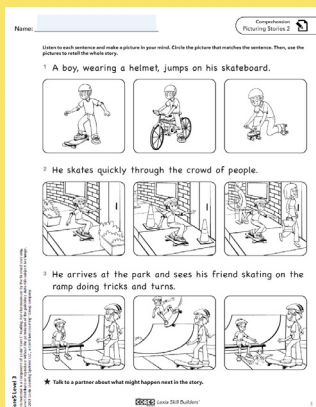 Name:
Comprehension
Picturing Stories 2
Listen to each sentence and make a picture in your mind. Circle the picture that matches the sentence. Then, use the
pictures to retell the whole story.
1 A boy, wearing a helmet, jumps on his skateboard.
2 He skates quickly through the crowd of people.
3 He arrives at the park and sees his friend skating on the
ramp doing tricks and turns.
★ Talk to a partner about what might happen next in the story.
Lexia Skill Builders
3
Level 3